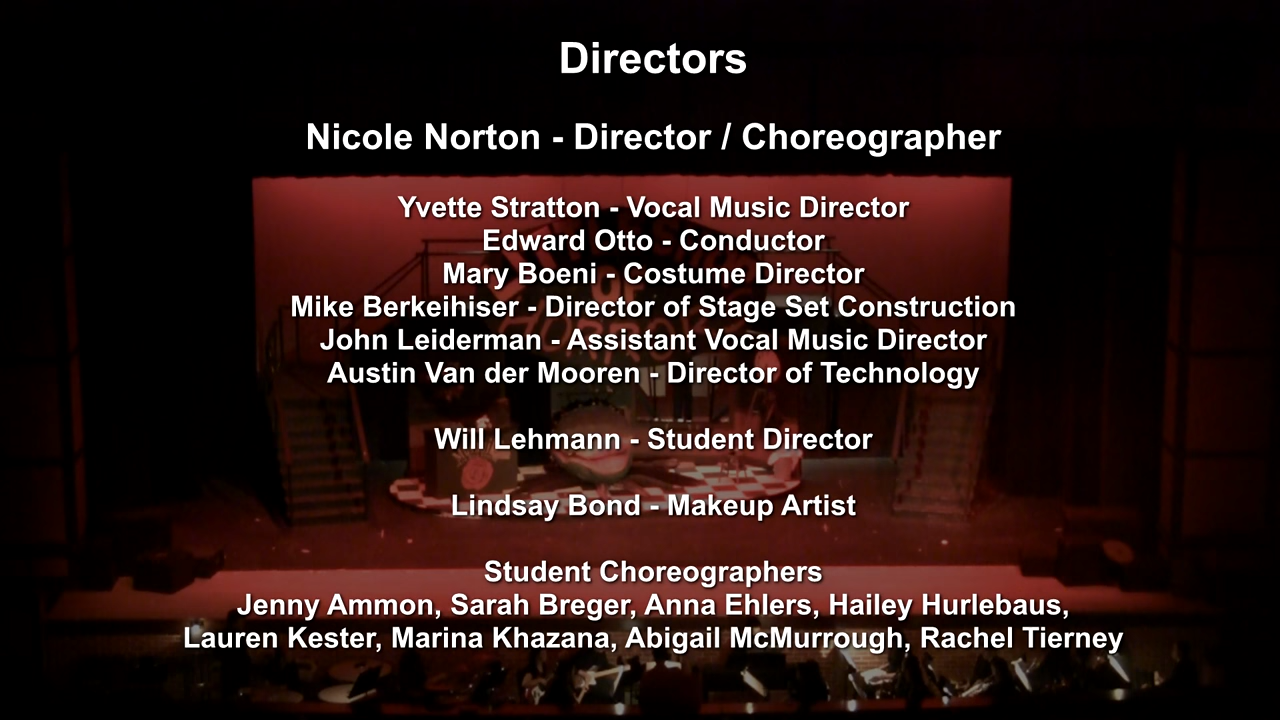 Directors
Nicole Norton - Director / Choreographer
Yvette Stratton - Vocal Music Director
Edward Otto - Conductor
Mary Boeni - Costume Director
Mike Berkeihiser - Director of Stage Set Construction
John Leiderman - Assistant Vocal Music Director
Austin Van der Mooren - Director of Technology
Will Lehmann - Student Director
Lindsay Bond - Makeup Artist
Student Choreographers
Jenny Ammon, Sarah Breger, Anna Ehlers, Hailey Hurlebaus,
Lauren Kester, Marina Khazana, Abigail McMurrough, Rachel Tierney